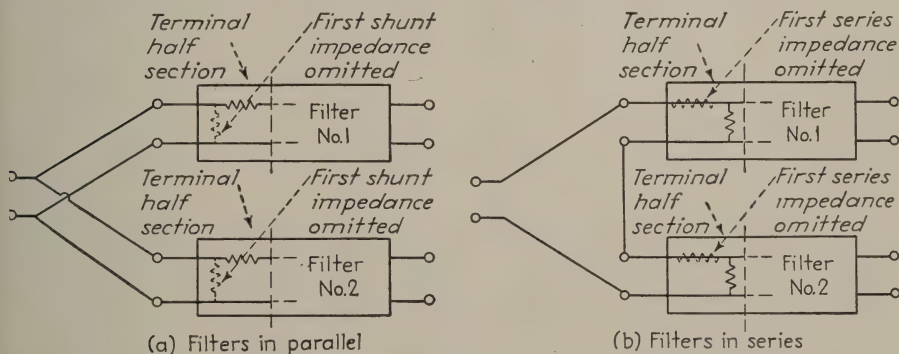 Terminal
half
section
First shunt
impedance
omitted
Filter
No.1
Terminal
half
section
First shunt
impedance
omitted
Filter
No.2
(a) Filters in parallel
Terminal
half
section
First series
impedance
omitted
Filter
No.1
Terminal
half
section
First series
impedance
omitted
Filter
No.2
(b) Filters in series